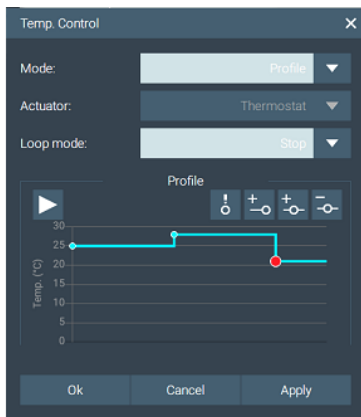 Temp. Control
Mode: Profile
Actuator: Thermostat
Loop mode: Stop
Profile
30
25
20
15
10
5
0
Temp. (°C)
Ok Cancel Apply